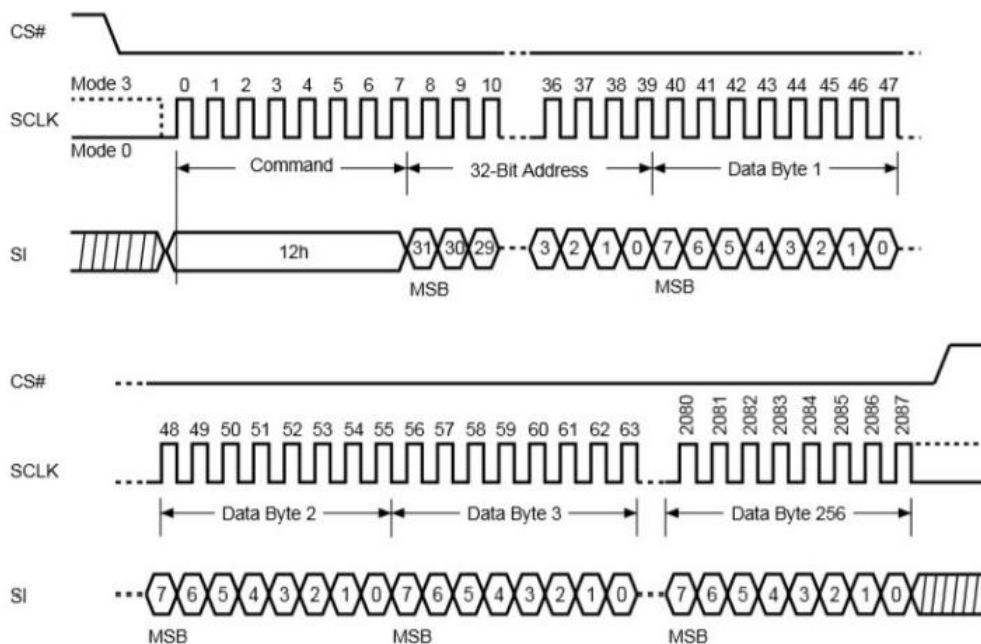 CS#
Mode 3
0 1 2 3 4 5 6 7 8 9 10 36 37 38 39 40 41 42 43 44 45 46 47
SCLK
Mode 0
Command 32-Bit Address Data Byte 1
SI 12h 31 30 29 3 2 1 0 7 6 5 4 3 2 1 0
MSB MSB
CS#
48 49 50 51 52 53 54 55 56 57 58 59 60 61 62 63 2080 2081 2082 2083 2084 2085 2086 2087
SCLK
Data Byte 2 Data Byte 3 Data Byte 256
SI 7 6 5 4 3 2 1 0 7 6 5 4 3 2 1 0 7 6 5 4 3 2 1 0
MSB MSB MSB